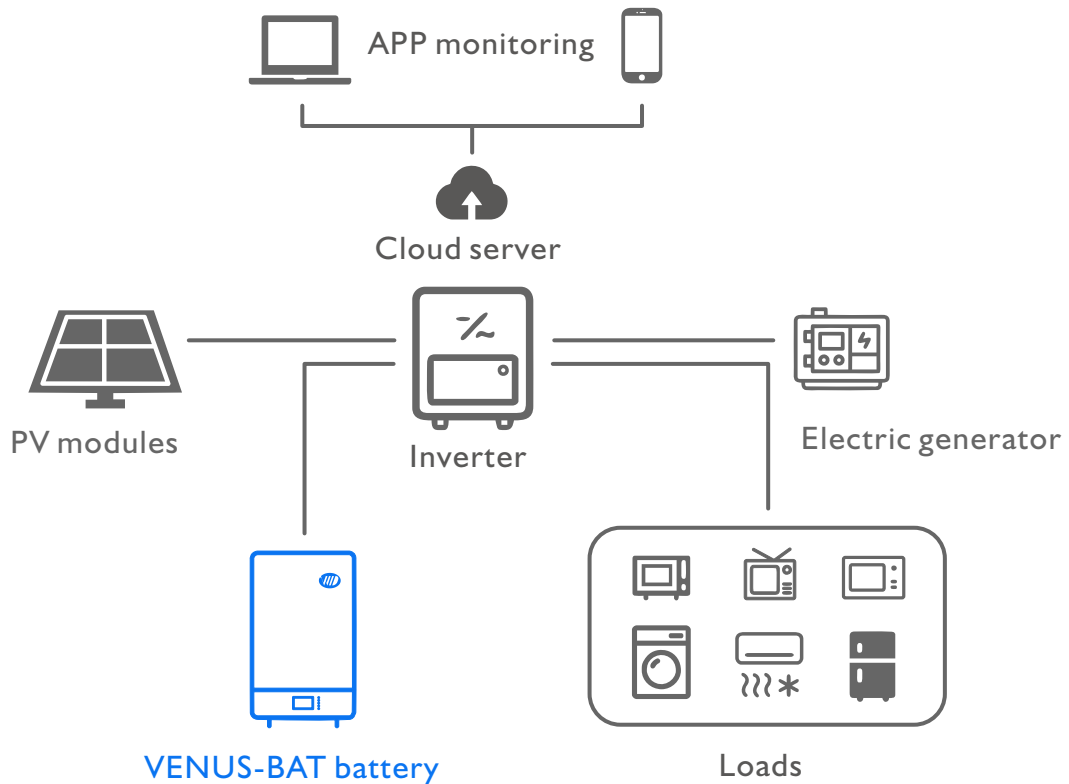 APP monitoring
Cloud server
PV modules
Inverter
Electric generator
VENUS-BAT battery
Loads